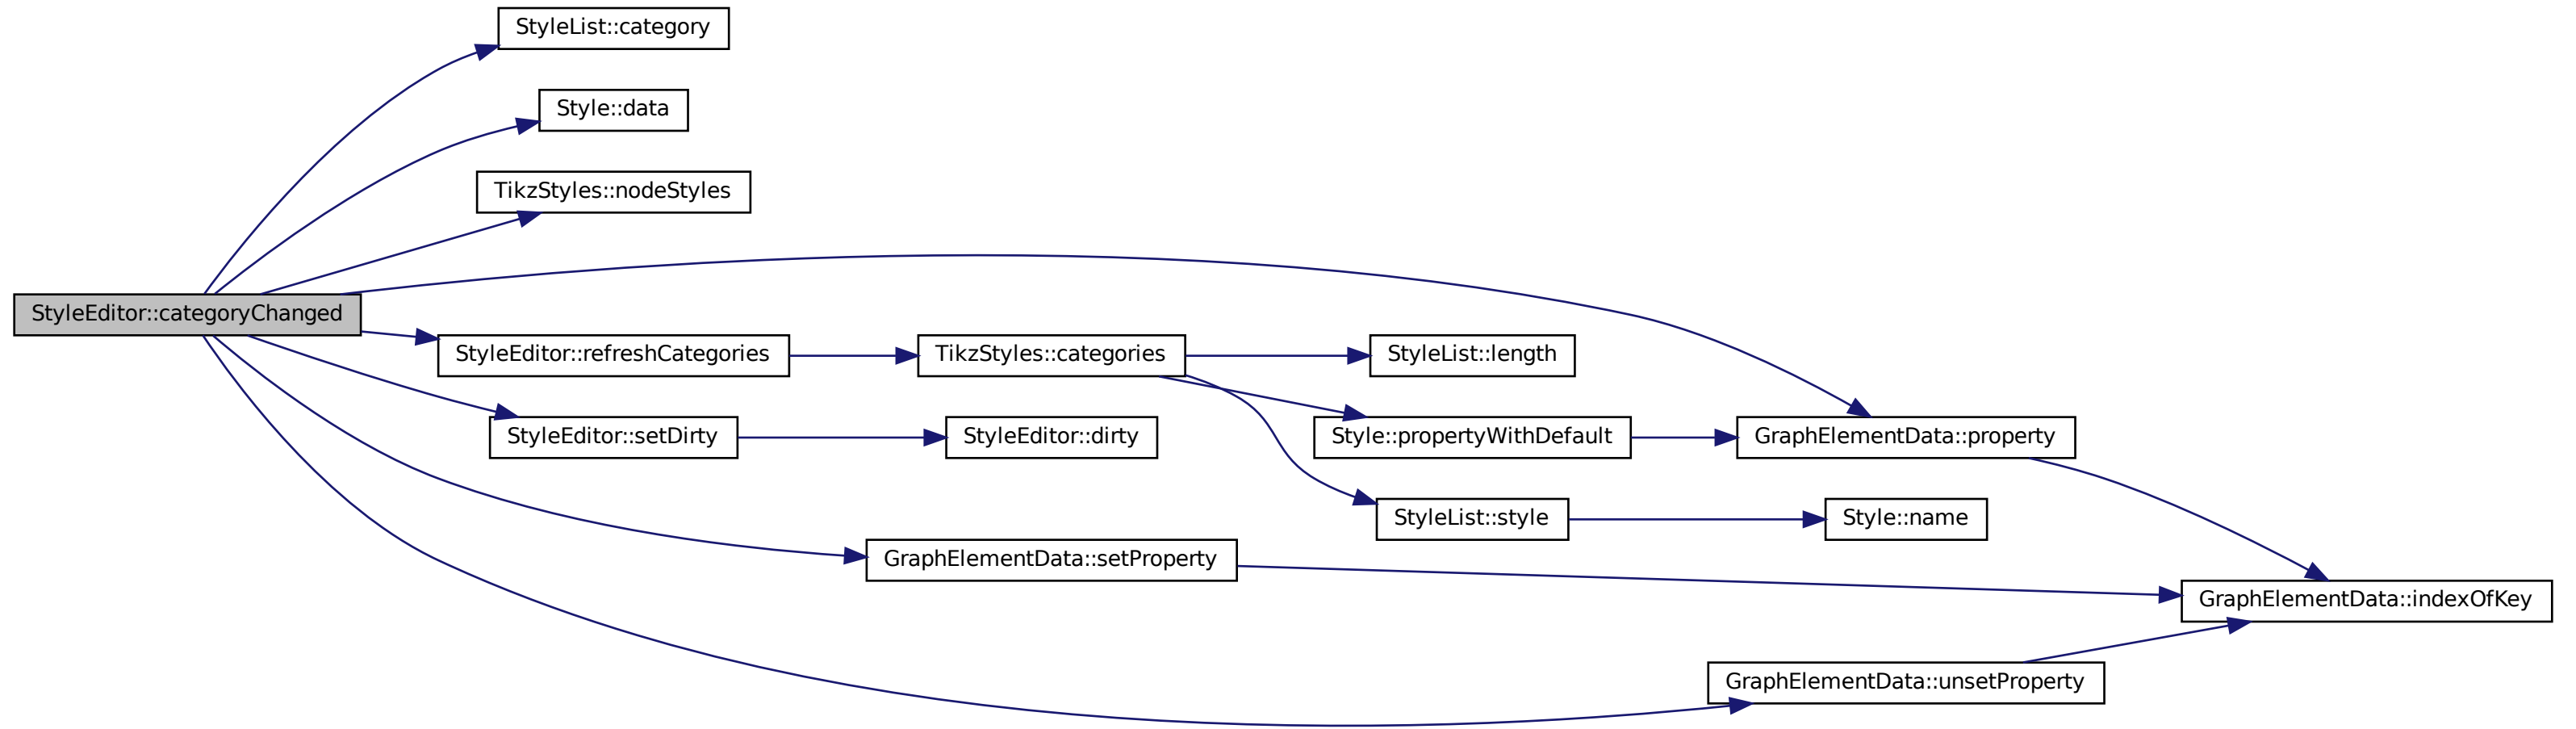 StyleList::category
Style::data
TikzStyles::nodeStyles
StyleEditor::categoryChanged
StyleEditor::refreshCategories
TikzStyles::categories
StyleList::length
StyleEditor::setDirty
StyleEditor::dirty
Style::propertyWithDefault
GraphElementData::property
StyleList::style
Style::name
GraphElementData::setProperty
GraphElementData::indexOfKey
GraphElementData::unsetProperty